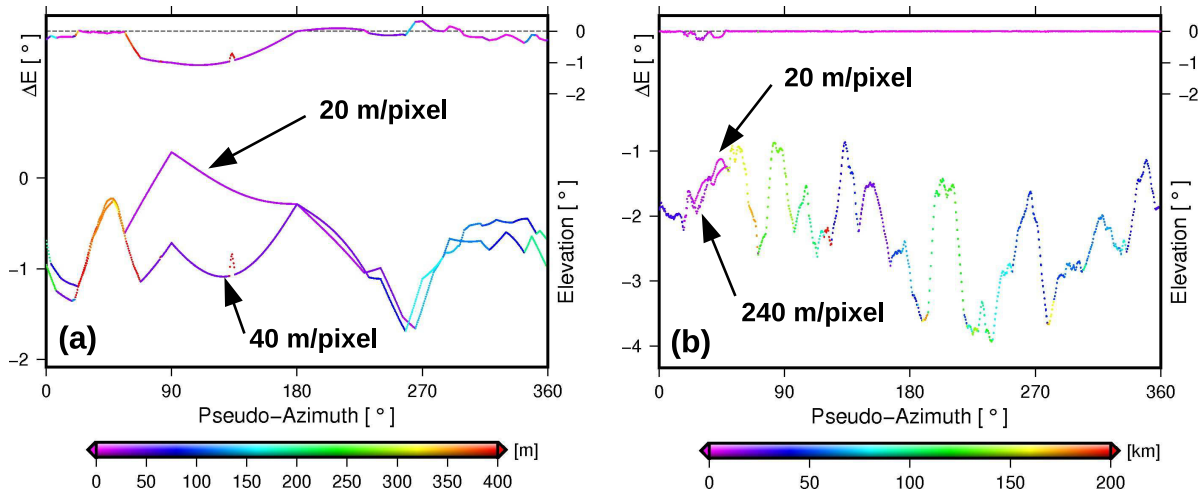 ΔE [ ° ]
0
−1
−2
20 m/pixel
0
−1
−2
Elevation [ ° ]
40 m/pixel
(a)
0 90 180 270 360
Pseudo−Azimuth [ ° ]
[m]
0 50 100 150 200 250 300 350 400
ΔE [ ° ]
0
−1
−2
20 m/pixel
−1
−2
−3
−4
Elevation [ ° ]
240 m/pixel
(b)
0 90 180 270 360
Pseudo−Azimuth [ ° ]
[km]
0 50 100 150 200